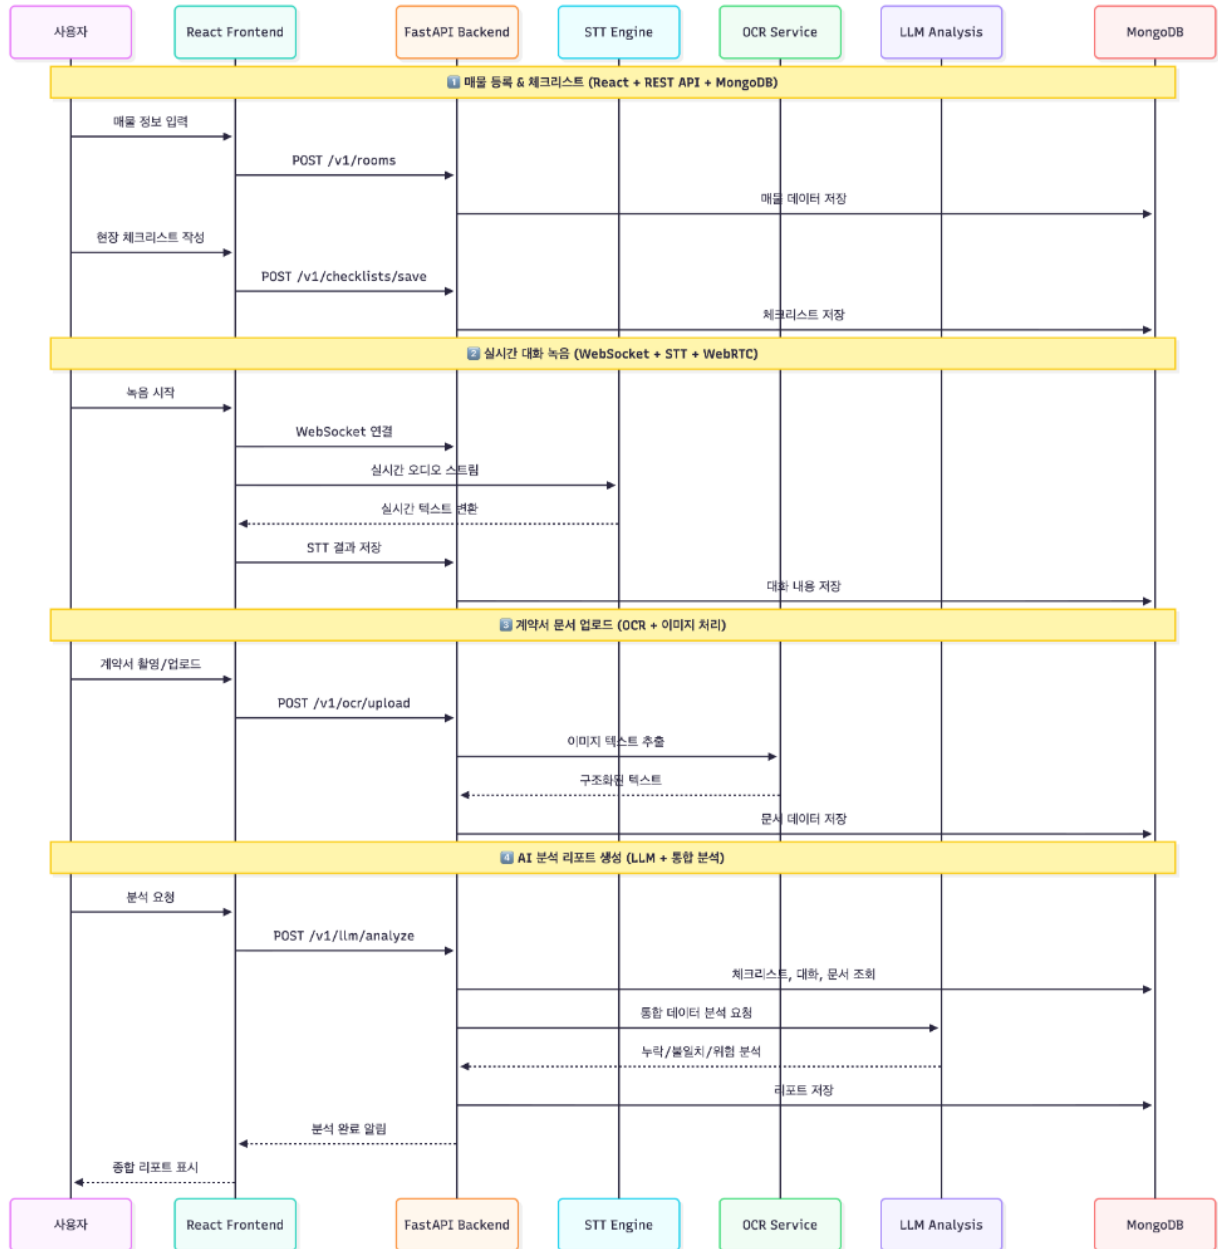 사용자
React Frontend
FastAPI Backend
STT Engine
OCR Service
LLM Analysis
MongoDB
1 매물 등록 & 체크리스트 (React + REST API + MongoDB)
매물 정보 입력
POST /v1/rooms
매물 데이터 저장
현장 체크리스트 작성
POST /v1/checklists/save
체크리스트 저장
2 실시간 대화 녹음 (WebSocket + STT + WebRTC)
녹음 시작
WebSocket 연결
실시간 오디오 스트림
실시간 텍스트 변환
STT 결과 저장
대화 내용 저장
3 계약서 문서 업로드 (OCR + 이미지 처리)
계약서 촬영/업로드
POST /v1/ocr/upload
이미지 텍스트 추출
구조화된 텍스트
문서 데이터 저장
4 AI 분석 리포트 생성 (LLM + 통합 분석)
분석 요청
POST /v1/llm/analyze
체크리스트, 대화, 문서 조회
통합 데이터 분석 요청
누락/불일치/위험 분석
리포트 저장
분석 완료 알림
종합 리포트 표시
사용자
React Frontend
FastAPI Backend
STT Engine
OCR Service
LLM Analysis
MongoDB